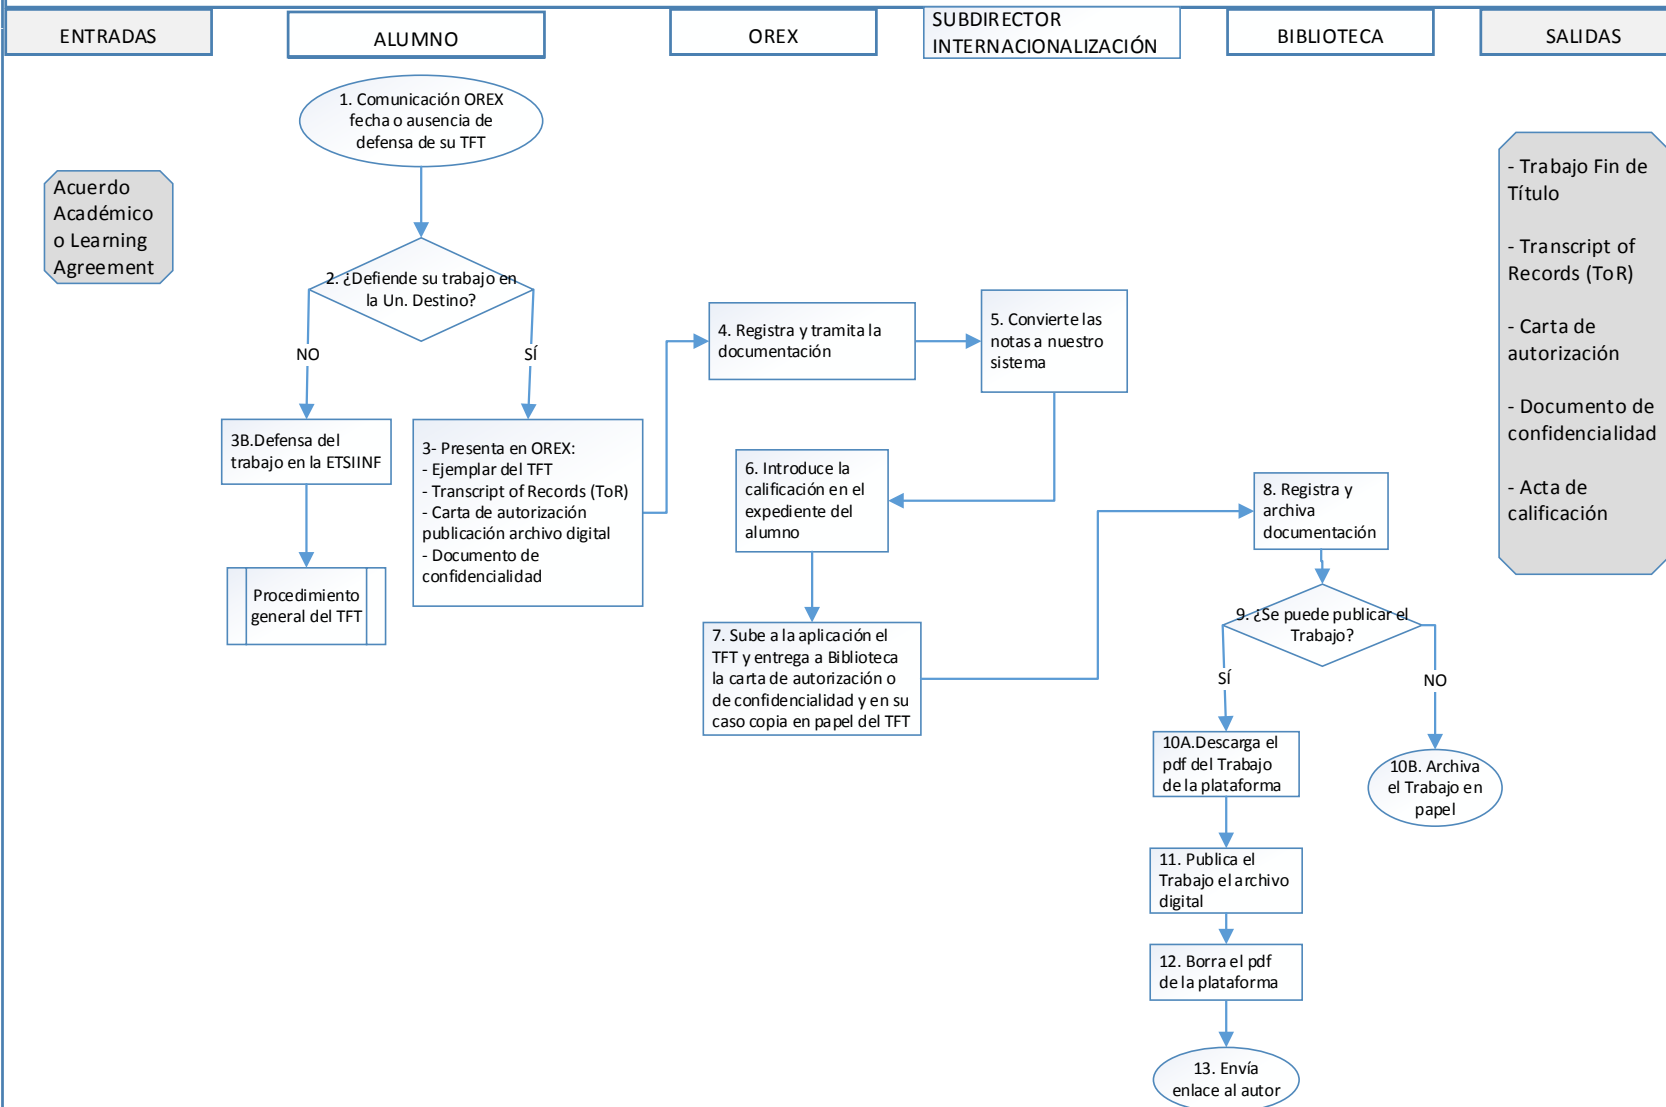 ENTRADAS
ALUMNO
OREX
SUBDIRECTOR
INTERNACIONALIZACIÓN
BIBLIOTECA
SALIDAS
1. Comunicación OREX
fecha o ausencia de
defensa de su TFT
Acuerdo
Académico
o Learning
Agreement
2. ¿Defiende su trabajo en
la Un. Destino?
NO
SÍ
3B.Defensa del
trabajo en la ETSIINF
Procedimiento
general del TFT
3- Presenta en OREX:
- Ejemplar del TFT
- Transcript of Records (ToR)
- Carta de autorización
publicación archivo digital
- Documento de
confidencialidad
4. Registra y tramita la
documentación
5. Convierte las
notas a nuestro
sistema
6. Introduce la
calificación en el
expediente del
alumno
7. Sube a la aplicación el
TFT y entrega a Biblioteca
la carta de autorización o
de confidencialidad y en su
caso copia en papel del TFT
8. Registra y
archiva
documentación
9. ¿Se puede publicar el
Trabajo?
SÍ
NO
10A.Descarga el
pdf del Trabajo
de la plataforma
10B. Archiva
el Trabajo en
papel
11. Publica el
Trabajo el archivo
digital
12. Borra el pdf
de la plataforma
13. Envía
enlace al autor
- Trabajo Fin de
Título
- Transcript of
Records (ToR)
- Carta de
autorización
- Documento de
confidencialidad
- Acta de
calificación